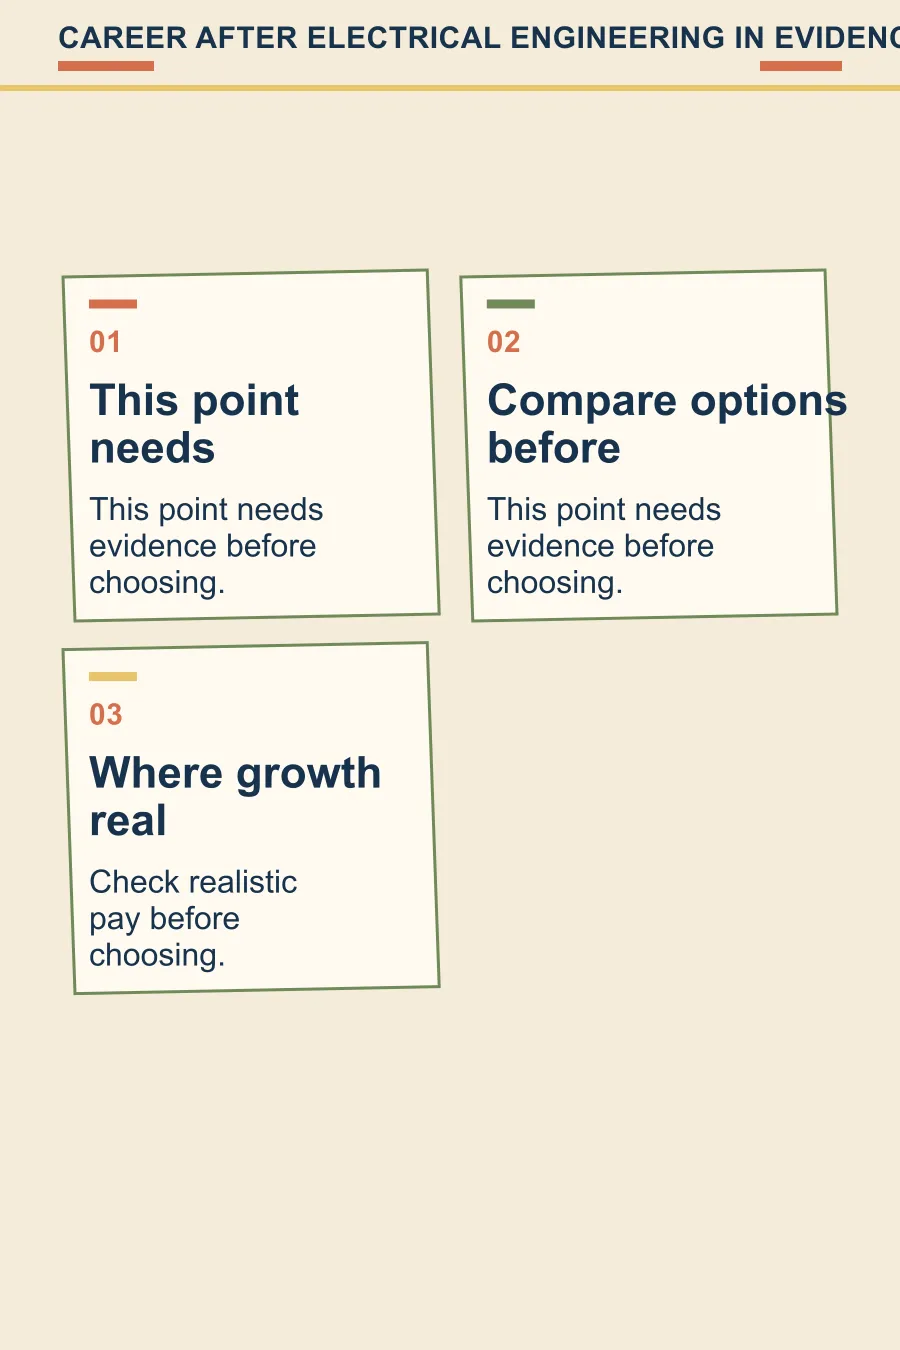 CAREER AFTER ELECTRICAL ENGINEERING IN
01
This point
needs
This point needs
evidence before
choosing.
02
Compare options
before
This point needs
evidence before
choosing.
03
Where growth
real
Check realistic
pay before
choosing.